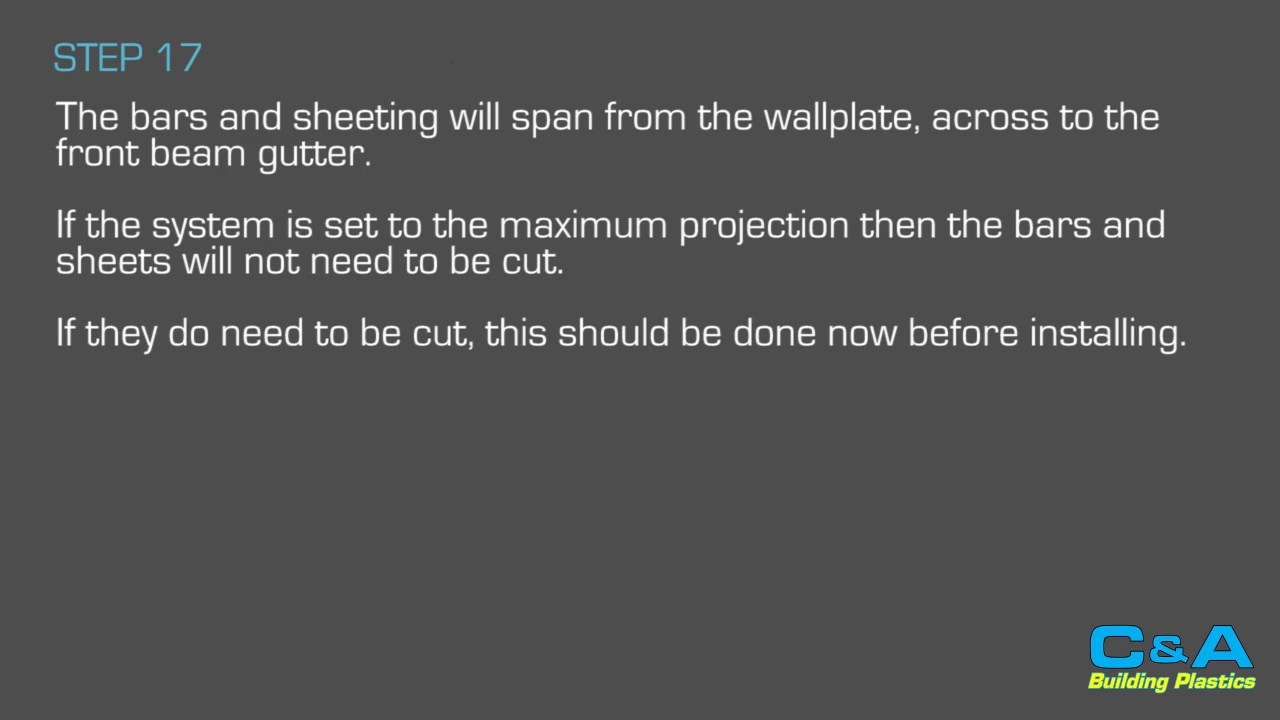 STEP 17
The bars and sheeting will span from the wallplate, across to the
front beam gutter.
If the system is set to the maximum projection then the bars and
sheets will not need to be cut.
If they do need to be cut, this should be done now before installing.
C&A
Building Plastics